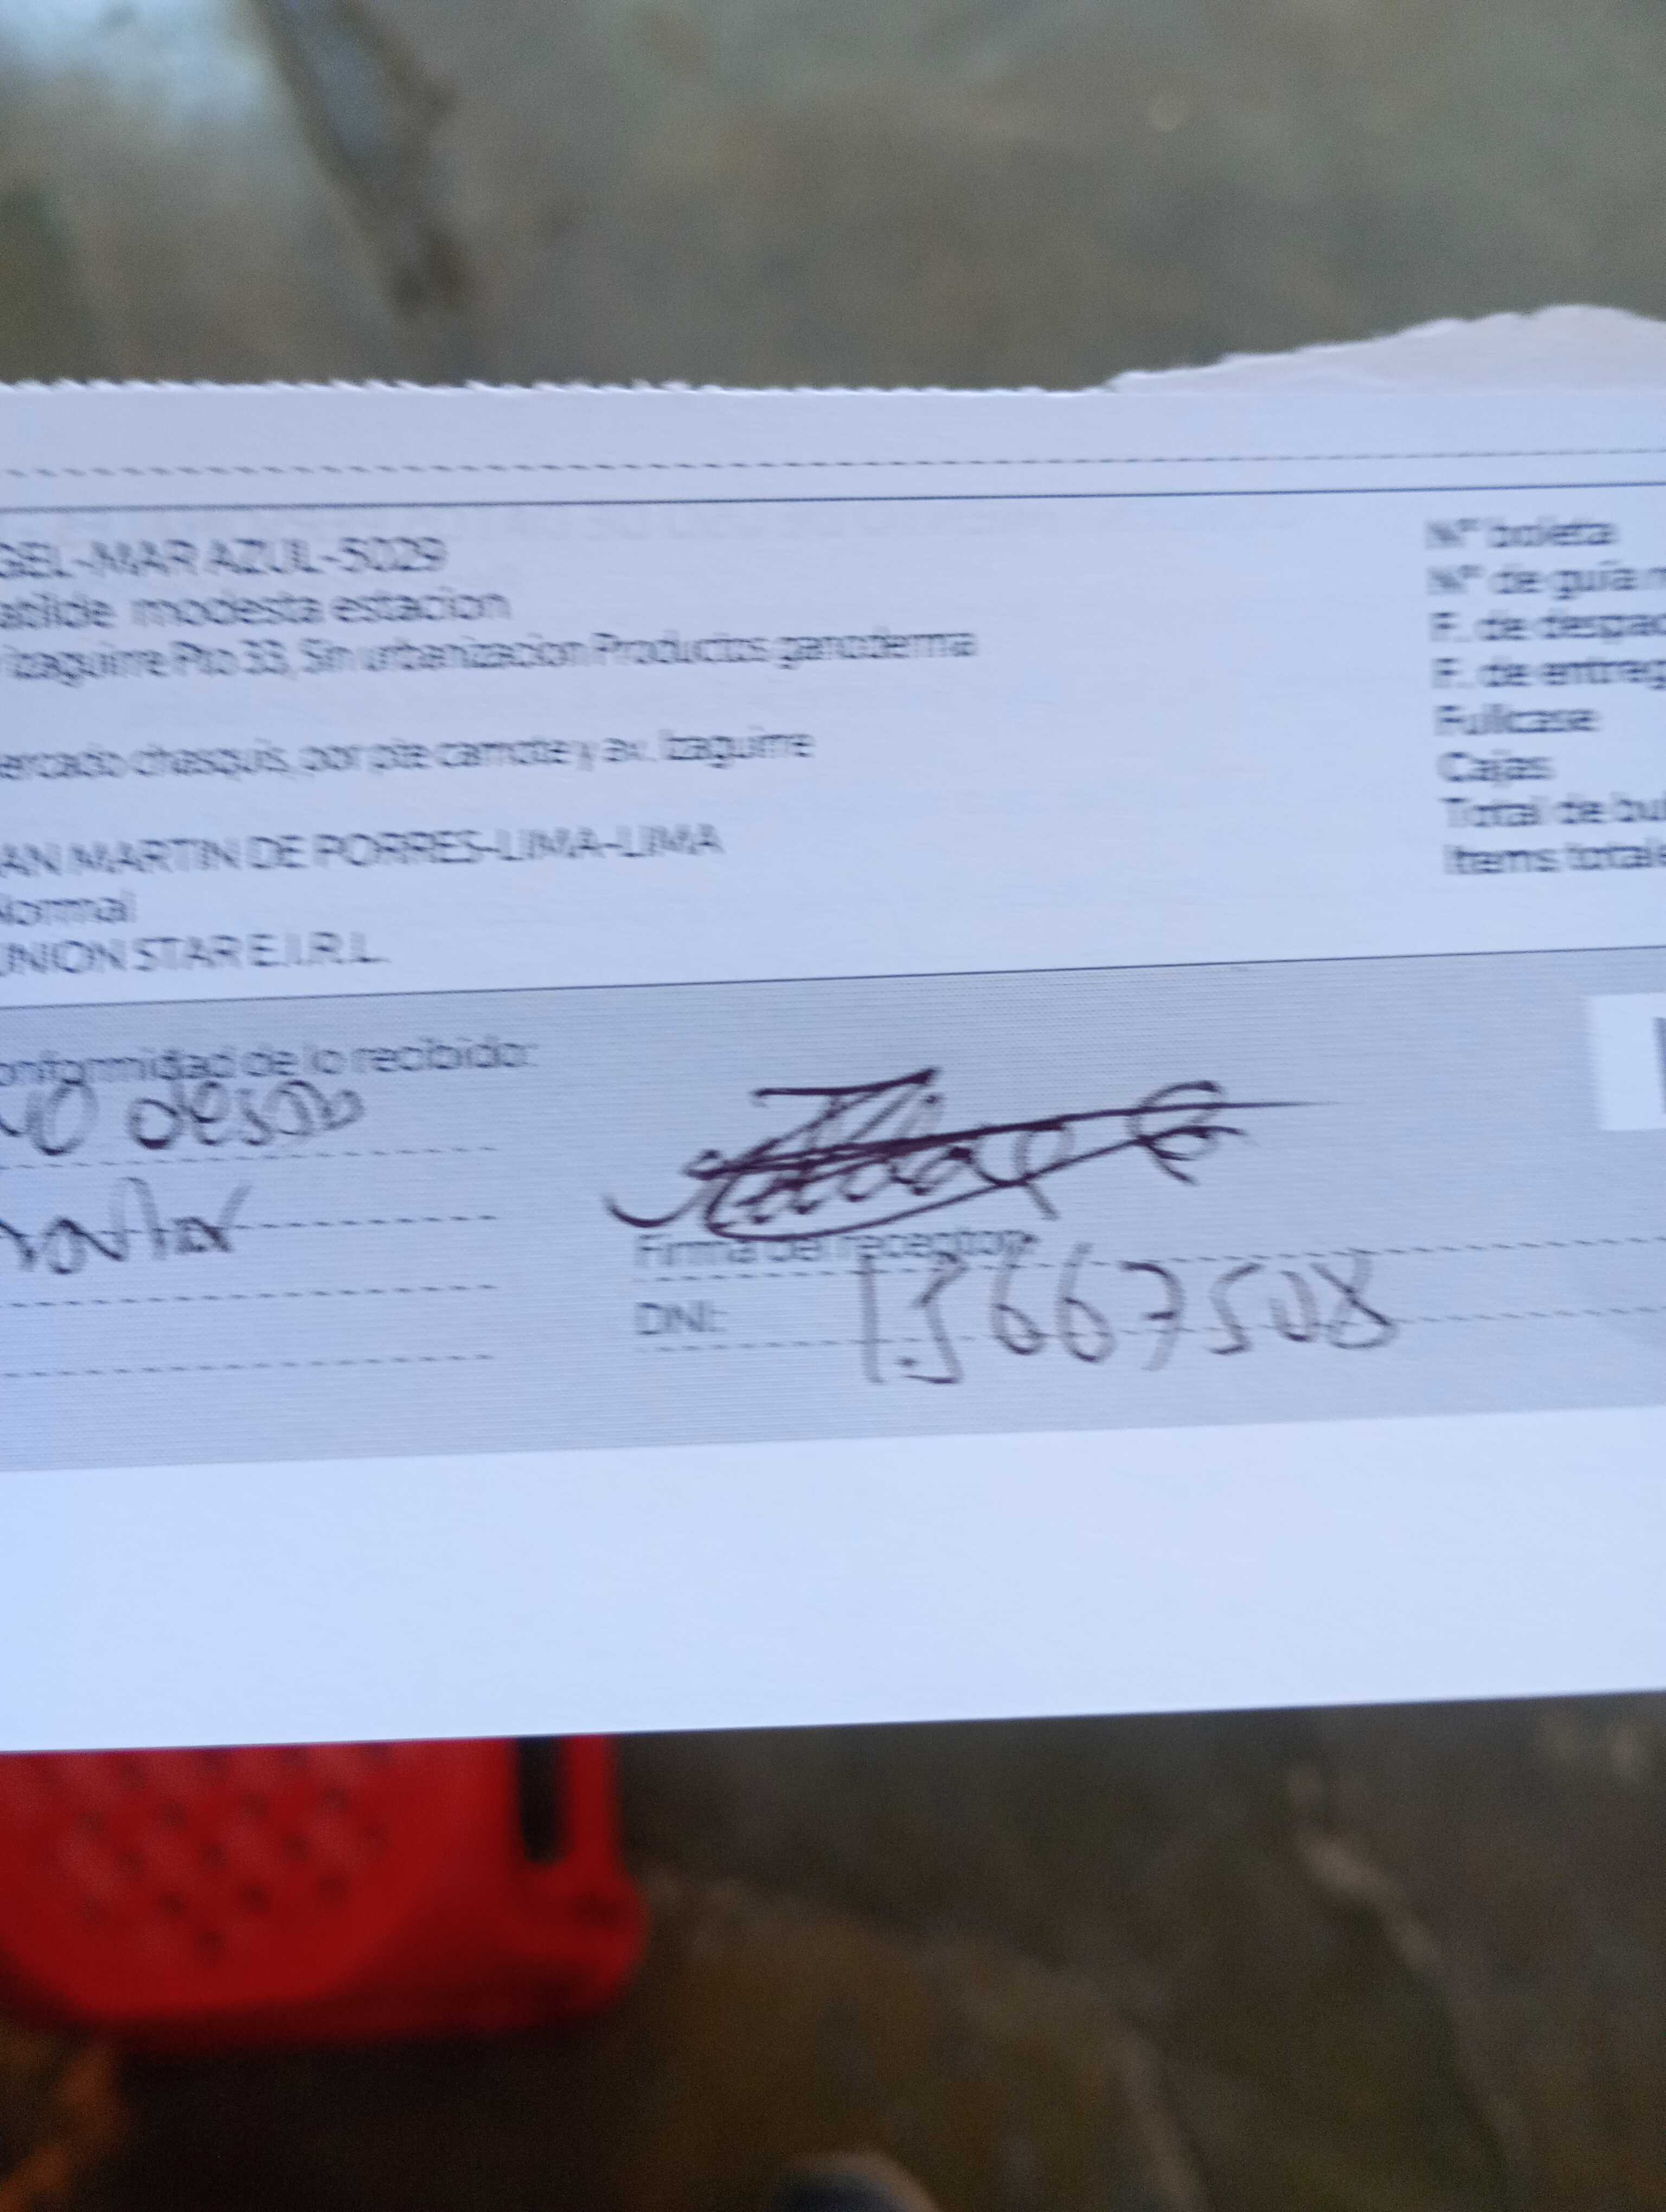 GEL-MAR AZUL-5029
N° boleta
atilde modesta estacion
N° de guía
Izaguirre Pto 33, Sin urbanizacion Productos ganoderma
F. de despac
F. de entreg
Fullcase
ercado chasquis, por pte camote y av. Izaguirre
Cajas
Total de bul
AN MARTIN DE PORRES-LIMA-LIMA
Items totale
Normal
UNION STAR E.I.R.L.
onformidad de lo recibido:
Firma del receptor:
DNI: